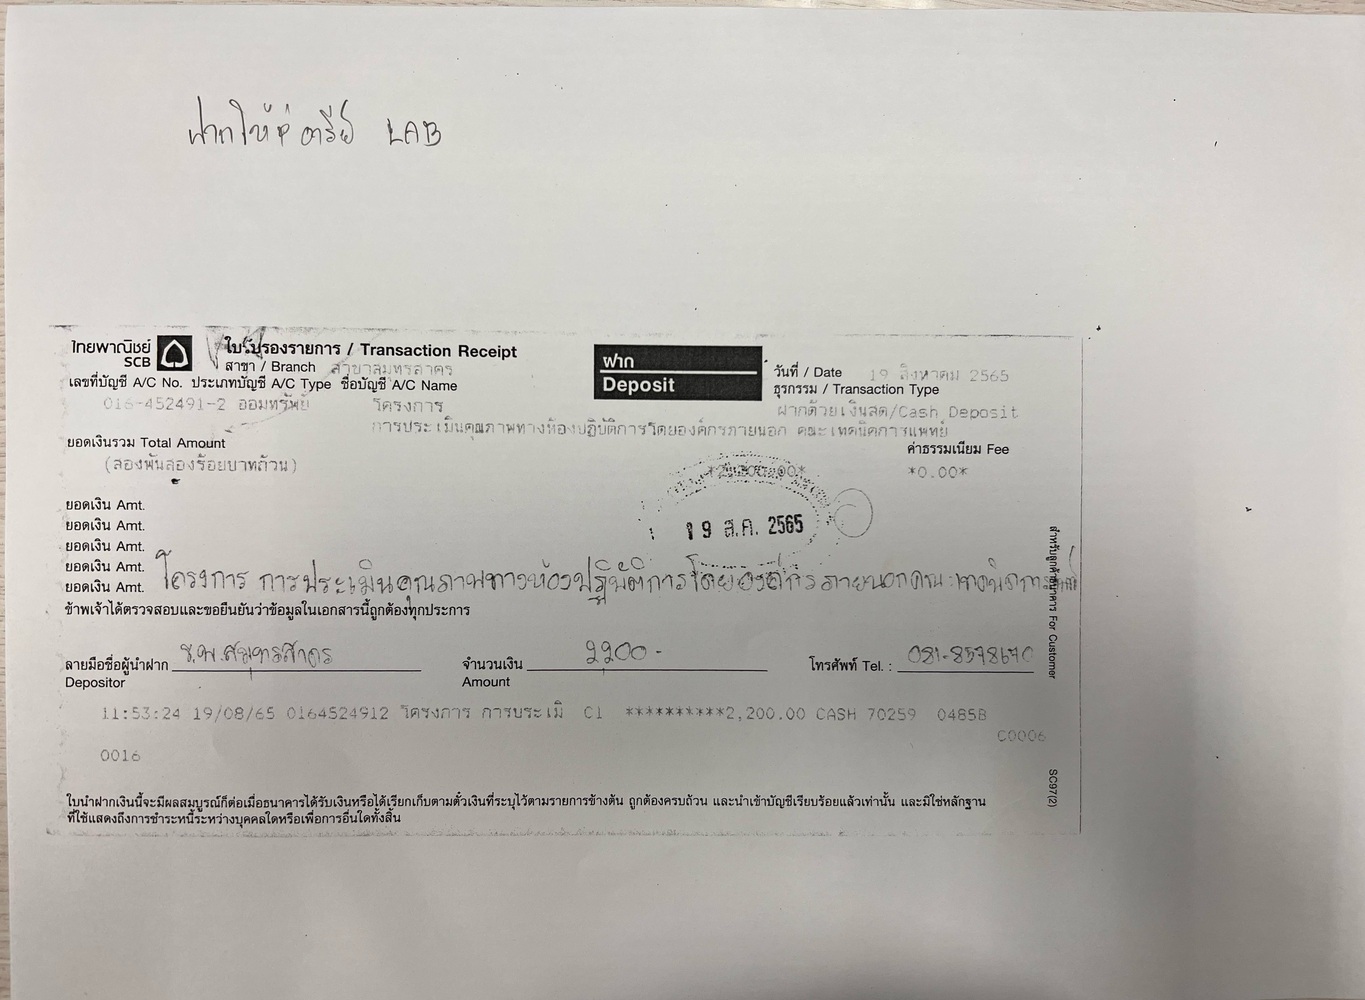 ฝากให้พี่อารีย์ LAB
ไทยพาณิชย์ SCB
ใบรับรองรายการ / Transaction Receipt
สาขา / Branch สาขาสมุทรสาคร
ฝาก
Deposit
วันที่ / Date 19 สิงหาคม 2565
เลขที่บัญชี A/C No. ประเภทบัญชี A/C Type ชื่อบัญชี A/C Name
ธุรกรรม / Transaction Type
016-452491-2 ออมทรัพย์ โครงการ
ฝากด้วยเงินสด/Cash Deposit
การประเมินคุณภาพทางห้องปฏิบัติการโดยองค์กรภายนอก คณะเทคนิคการแพทย์
ยอดเงินรวม Total Amount
ค่าธรรมเนียม Fee
(สองพันสองร้อยบาทถ้วน)
*0.00*
ยอดเงิน Amt.
ยอดเงิน Amt.
19 ส.ค. 2565
ยอดเงิน Amt.
ยอดเงิน Amt.
ยอดเงิน Amt.
โครงการ การประเมินคุณภาพทางห้องปฏิบัติการโดยองค์กรภายนอกคณะเทคนิคการแพทย์
ข้าพเจ้าได้ตรวจสอบและขอยืนยันว่าข้อมูลในเอกสารนี้ถูกต้องทุกประการ
ลายมือชื่อผู้นำฝาก ร.พ.สมุทรสาคร จำนวนเงิน 2200- โทรศัพท์ Tel. : 081-8578670
Depositor Amount
11:53:24 19/08/65 0164524912 โครงการ การประเมิ C1 **********2,200.00 CASH 70259 0485B
C0006
0016
ใบนำฝากเงินนี้จะมีผลสมบูรณ์ก็ต่อเมื่อธนาคารได้รับเงินหรือได้เรียกเก็บตามตั๋วเงินที่ระบุไว้ตามรายการข้างต้น ถูกต้องครบถ้วน และนำเข้าบัญชีเรียบร้อยแล้วเท่านั้น และมิใช่หลักฐาน
ที่ใช้แสดงถึงการชำระหนี้ระหว่างบุคคลใดหรือเพื่อการอื่นใดทั้งสิ้น
For Customer
SC97(2)